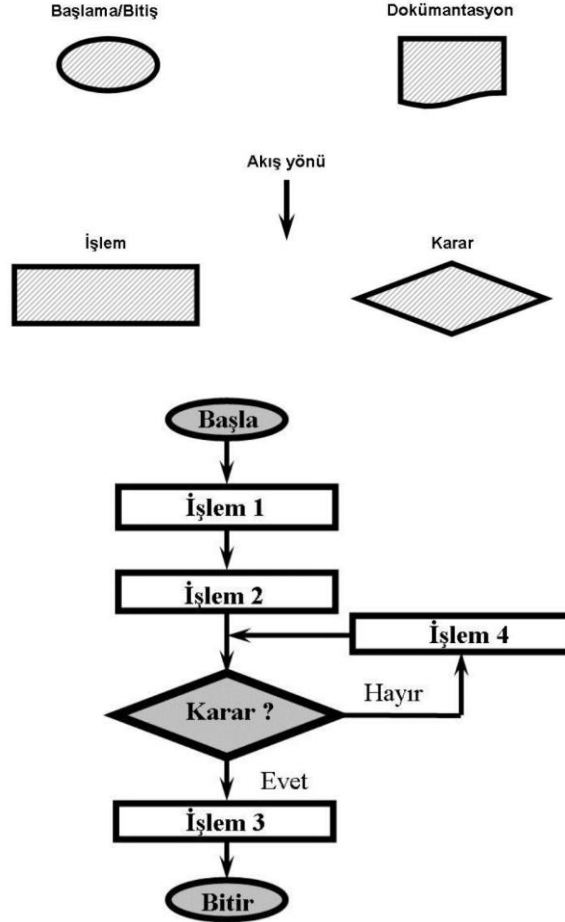 Başlama/Bitiş
Dokümantasyon
Akış yönü
İşlem
Karar
Başla
İşlem 1
İşlem 2
İşlem 4
Karar ?
Hayır
Evet
İşlem 3
Bitir